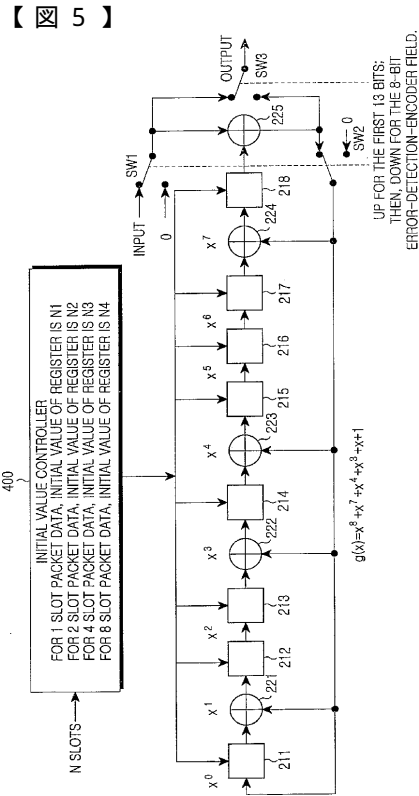 【図５】
400
INITIAL VALUE CONTROLLER
FOR 1 SLOT PACKET DATA, INITIAL VALUE OF REGISTER IS N1
FOR 2 SLOT PACKET DATA, INITIAL VALUE OF REGISTER IS N2
FOR 4 SLOT PACKET DATA, INITIAL VALUE OF REGISTER IS N3
FOR 8 SLOT PACKET DATA, INITIAL VALUE OF REGISTER IS N4
N SLOTS
INPUT
SW1
0
OUTPUT
SW3
x⁰
x¹
x²
x³
x⁴
x⁵
x⁶
x⁷
211
221
212
213
222
214
223
215
216
217
224
218
225
SW2
0
g(x)=x⁸+x⁷+x⁴+x³+x+1
UP FOR THE FIRST 13 BITS;
THEN, DOWN FOR THE 8-BIT
ERROR-DETECTION-ENCODER FIELD.